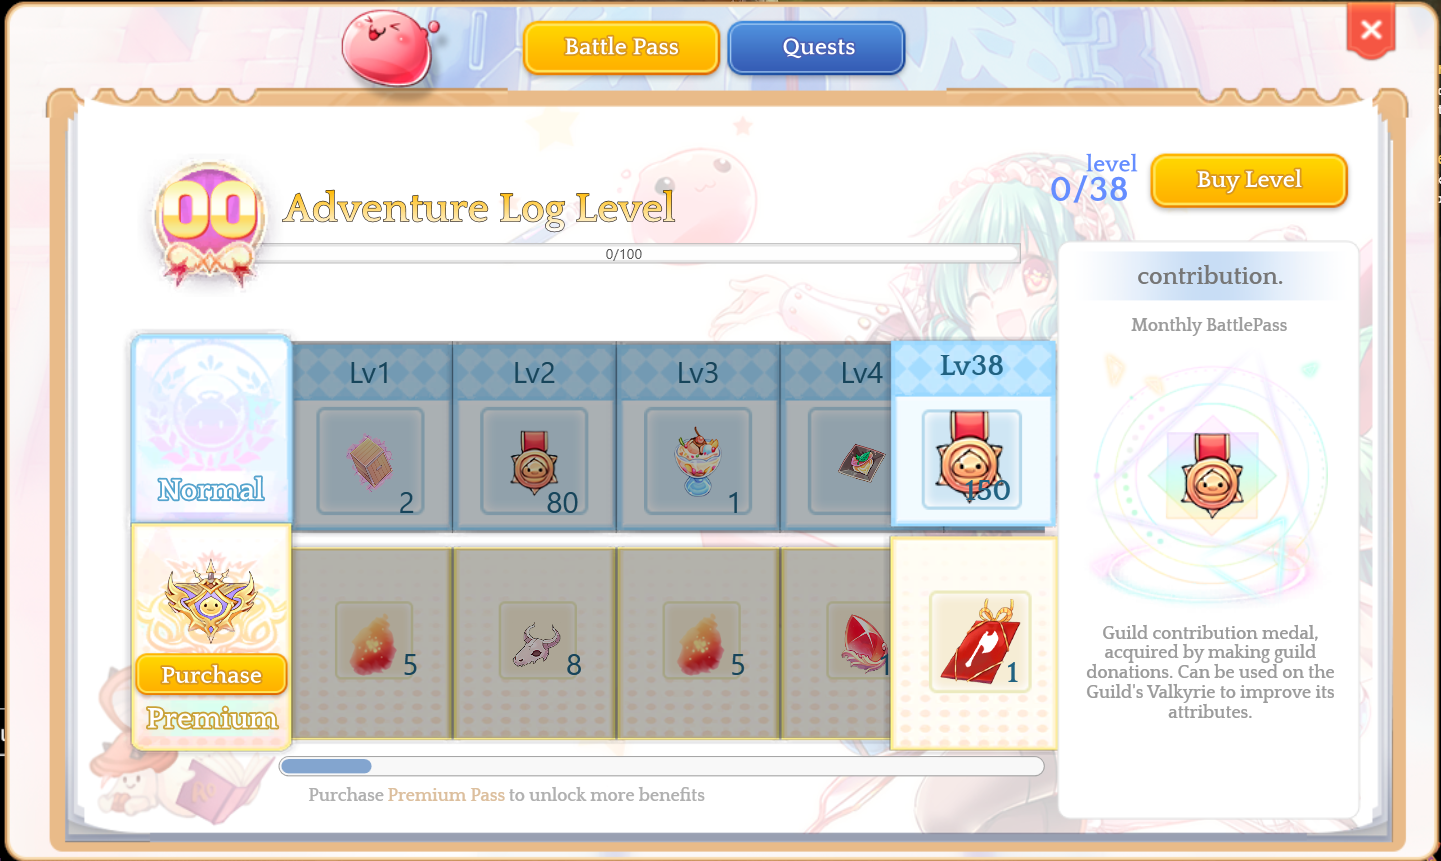 Battle Pass
Quests
level
0/38
Buy Level
00
Adventure Log Level
0/100
contribution.
Monthly BattlePass
Lv1
Lv2
Lv3
Lv4
Lv38
2
80
1
150
Normal
5
8
5
1
1
Purchase
Premium
Guild contribution medal,
acquired by making guild
donations. Can be used on the
Guild's Valkyrie to improve its
attributes.
Purchase Premium Pass to unlock more benefits